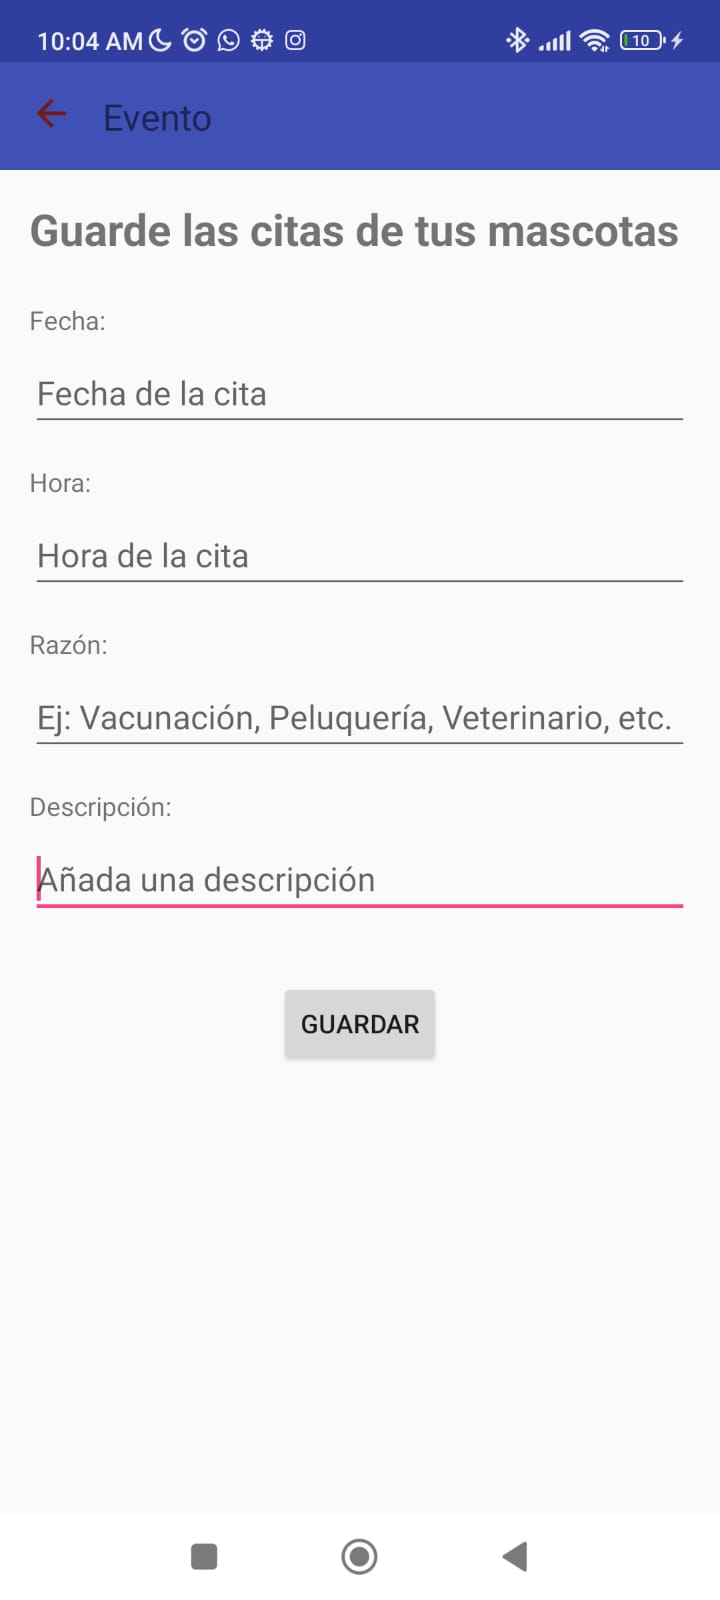 10:04 AM 10
Evento
Guarde las citas de tus mascotas
Fecha:
Fecha de la cita
Hora:
Hora de la cita
Razón:
Ej: Vacunación, Peluquería, Veterinario, etc.
Descripción:
Añada una descripción
GUARDAR